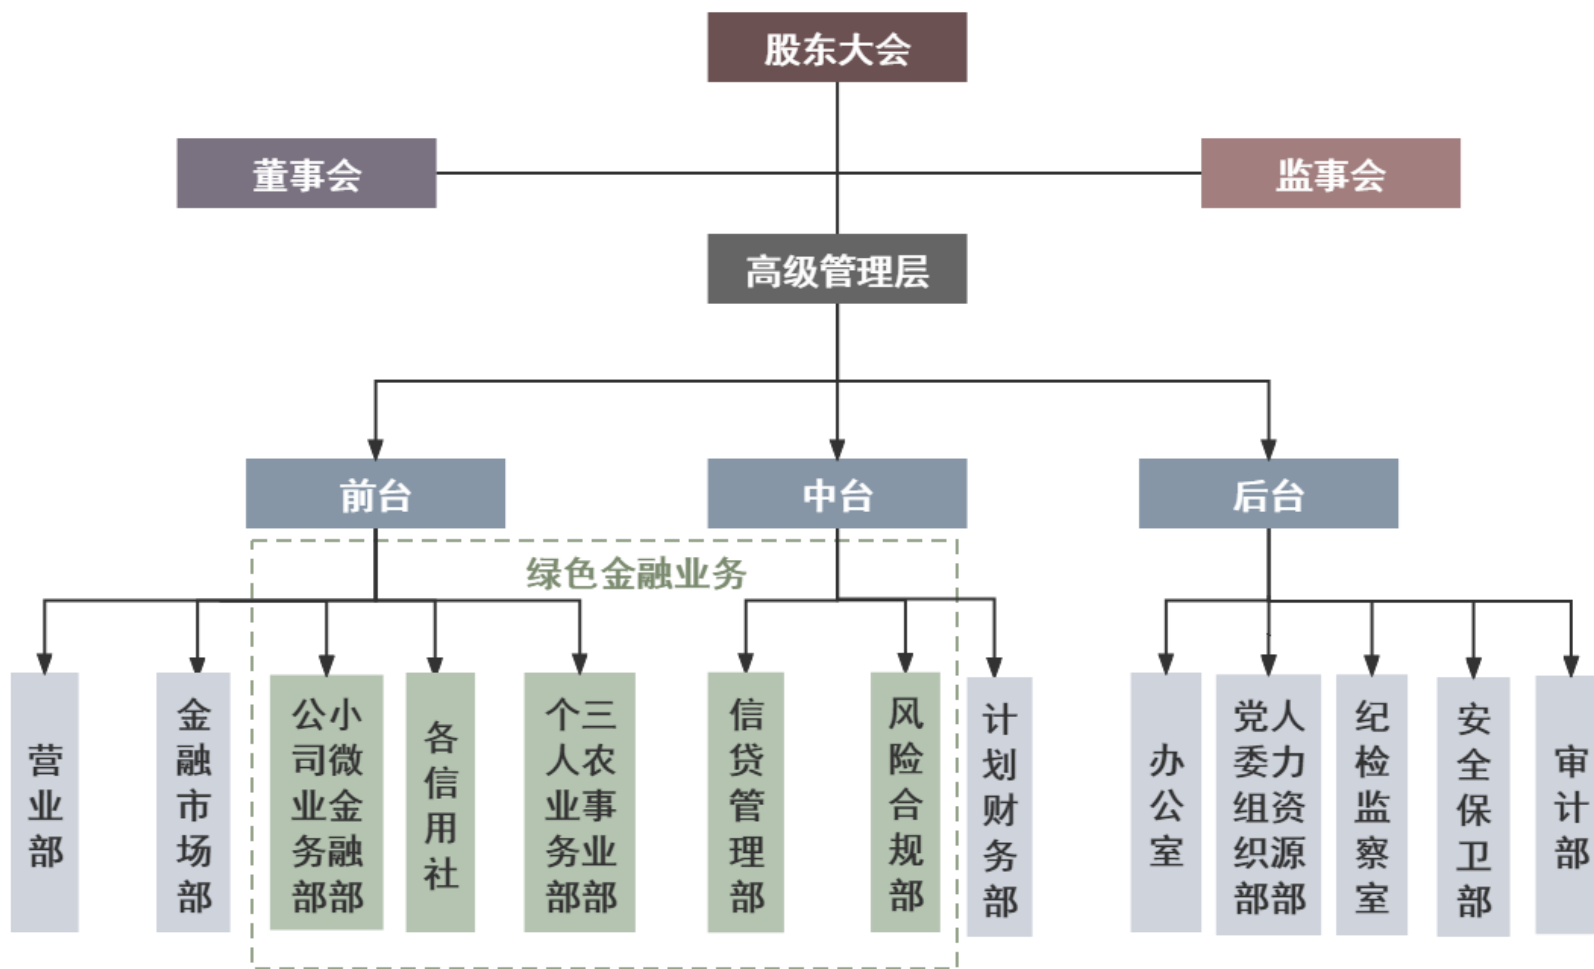 股东大会
董事会
监事会
高级管理层
前台
中台
后台
绿色金融业务
营业部
金融市场部
公司业务部
小微金融部
各信用社
个人业务部
三农事业部
信贷管理部
风险合规部
计划财务部
办公室
党委组织部
人力资源部
纪检监察室
安全保卫部
审计部